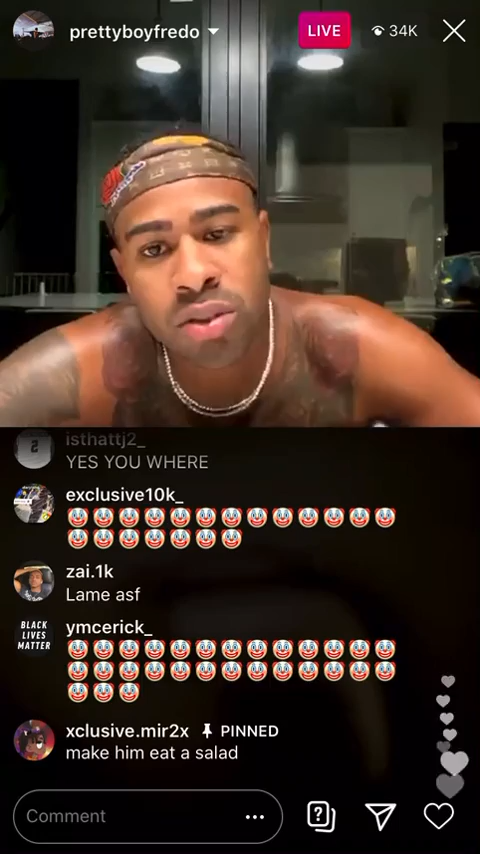 prettyboyfredo
LIVE
34K
isthattj2_
YES YOU WHERE
exclusive10k_
🤡🤡🤡🤡🤡🤡🤡🤡🤡🤡🤡🤡🤡
🤡🤡🤡🤡🤡🤡🤡
zai.1k
Lame asf
BLACK
LIVES
MATTER
ymcerick_
🤡🤡🤡🤡🤡🤡🤡🤡🤡🤡🤡🤡🤡
🤡🤡🤡🤡🤡🤡🤡🤡🤡🤡🤡🤡🤡
🤡🤡🤡
xclusive.mir2x 📌 PINNED
make him eat a salad
Comment